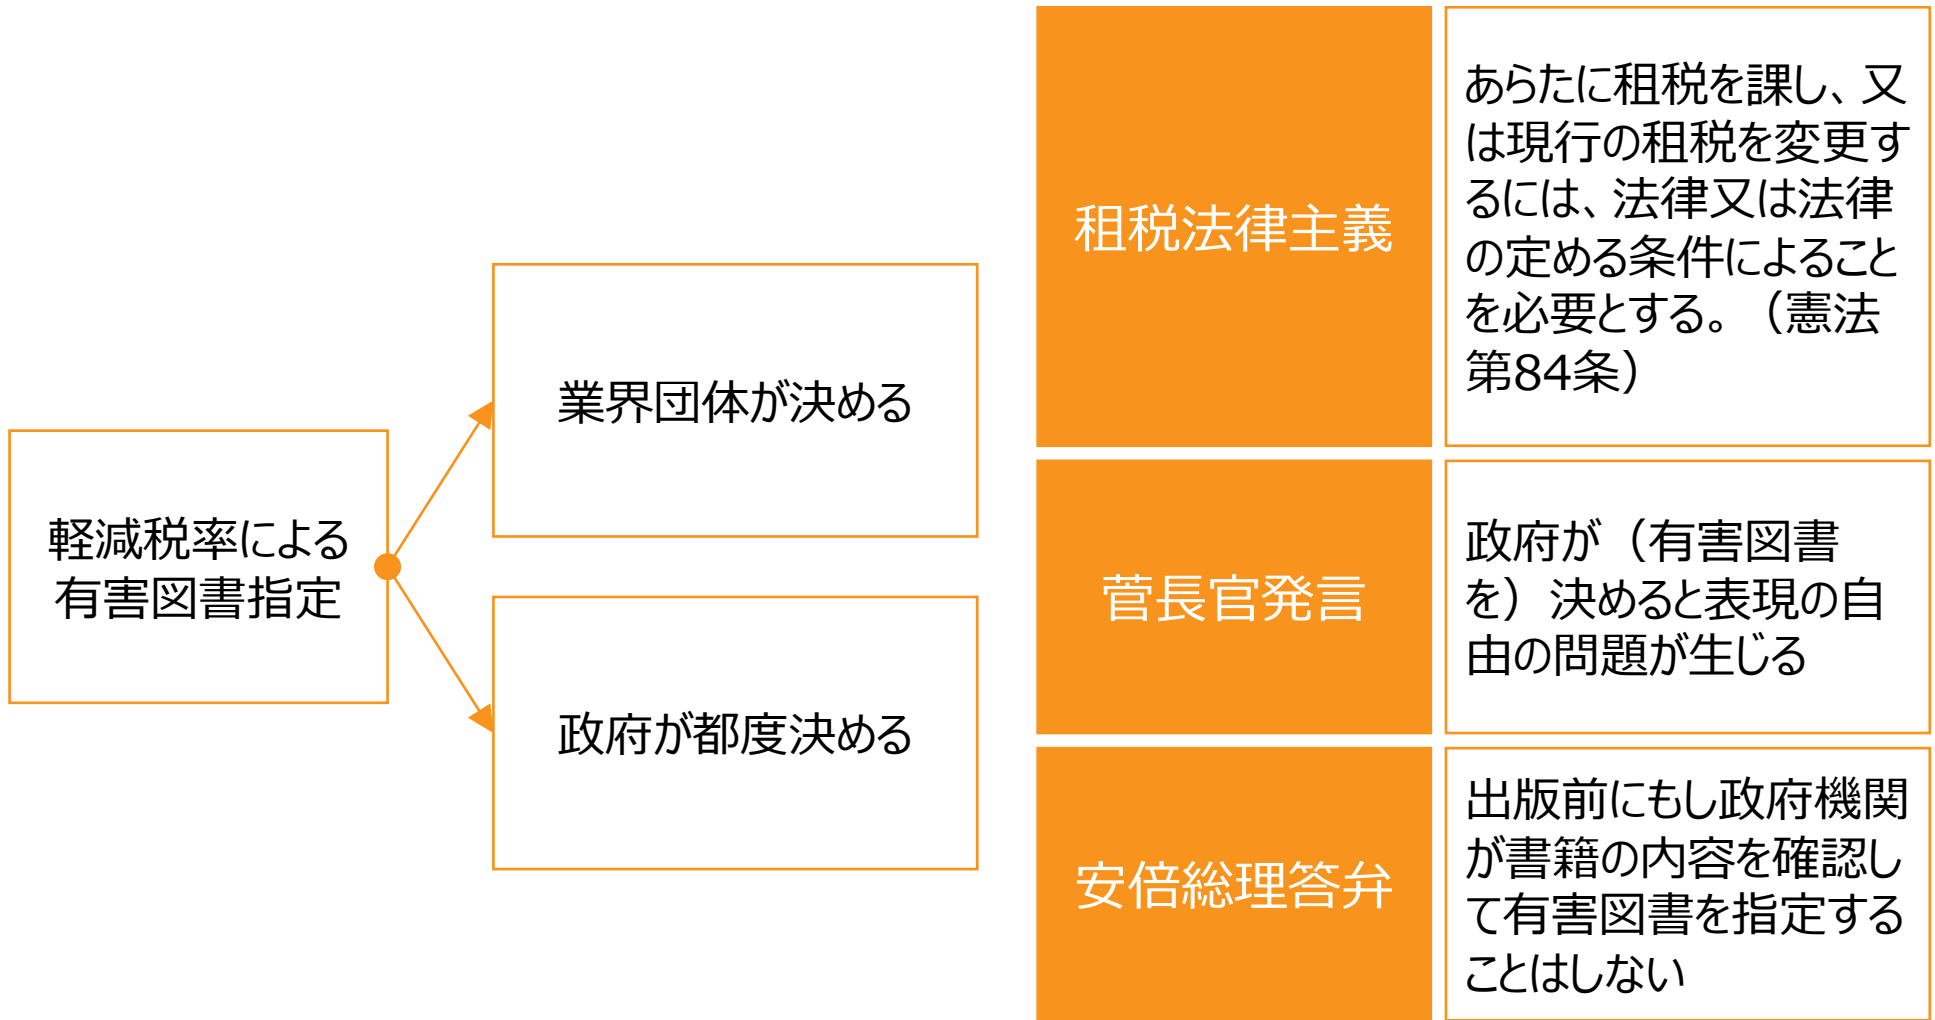 軽減税率による
有害図書指定
業界団体が決める
政府が都度決める
租税法律主義
あらたに租税を課し、又
は現行の租税を変更す
るには、法律又は法律
の定める条件によること
を必要とする。（憲法
第84条）
菅長官発言
政府が（有害図書
を）決めると表現の自
由の問題が生じる
安倍総理答弁
出版前にもし政府機関
が書籍の内容を確認し
て有害図書を指定する
ことはしない